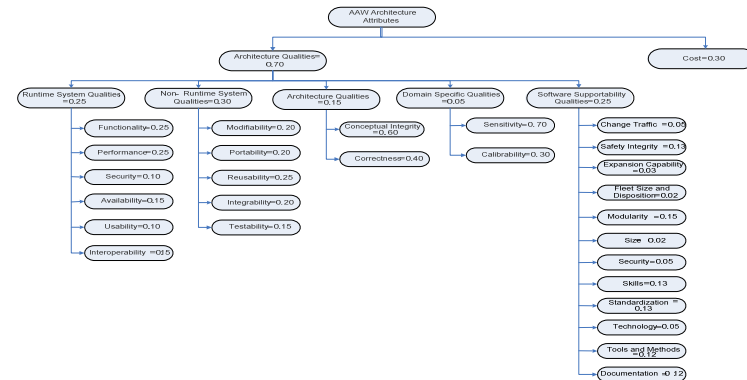 AAW Architecture
Attributes
Architecture Qualities=
0.70
Cost=0.30
Runtime System Qualities
=0.25
Non- Runtime System
Qualities=0.30
Architecture Qualities
=0.15
Domain Specific Qualities
=0.05
Software Supportability
Qualities=0.25
Functionality=0.25
Performance=0.25
Security=0.10
Availability=0.15
Usability=0.10
Interoperability =0.15
Modifiability=0.20
Portability=0.20
Reusability=0.25
Integrability=0.20
Testability=0.15
Conceptual Integrity
=0.60
Correctness=0.40
Sensitivity=0.70
Calibrability=0.30
Change Traffic =0.05
Safety Integrity =0.13
Expansion Capability
=0.03
Fleet Size and
Disposition=0.02
Modularity =0.15
Size 0.02
Security=0.05
Skills=0.13
Standardization =
0.13
Technology=0.05
Tools and Methods
=0.12
Documentation =0.12